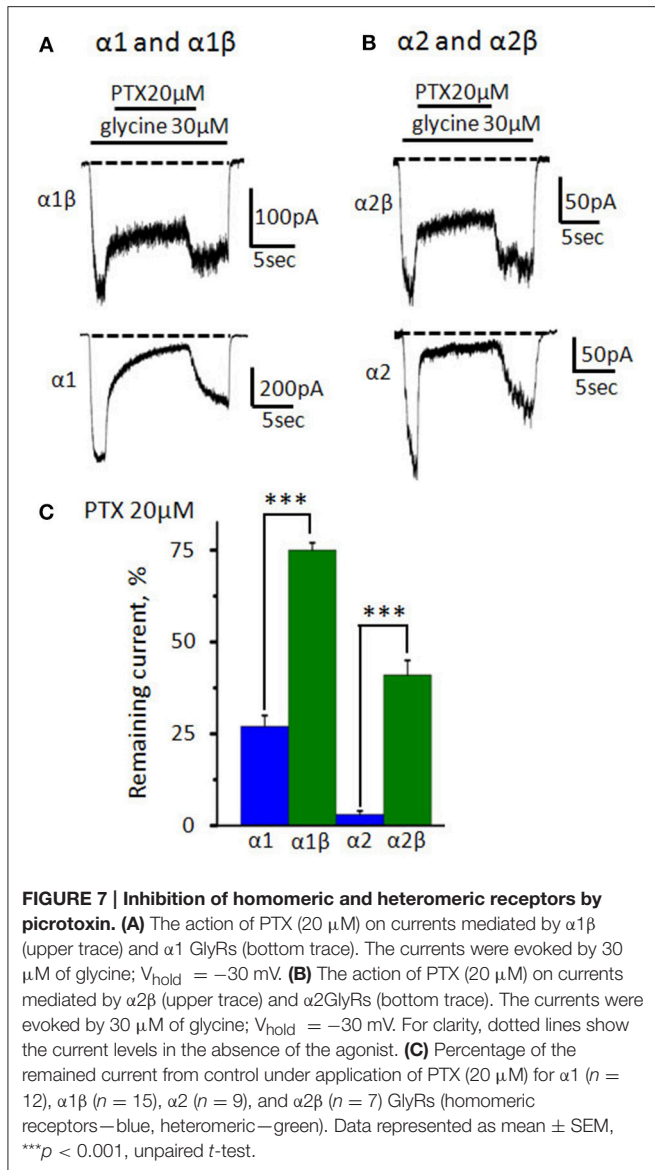 A α1 and α1β
B α2 and α2β
PTX20μM
glycine 30μM
α1β
100pA
5sec
α1
200pA
5sec
PTX20μM
glycine 30μM
α2β
50pA
5sec
α2
50pA
5sec
C PTX 20μM
Remaining current, %
75
50
25
0
***
***
α1 α1β α2 α2β
FIGURE 7 | Inhibition of homomeric and heteromeric receptors by
picrotoxin. (A) The action of PTX (20 μM) on currents mediated by α1β
(upper trace) and α1 GlyRs (bottom trace). The currents were evoked by 30
μM of glycine; Vhold = −30 mV. (B) The action of PTX (20 μM) on currents
mediated by α2β (upper trace) and α2GlyRs (bottom trace). The currents were
evoked by 30 μM of glycine; Vhold = −30 mV. For clarity, dotted lines show
the current levels in the absence of the agonist. (C) Percentage of the
remained current from control under application of PTX (20 μM) for α1 (n =
12), α1β (n = 15), α2 (n = 9), and α2β (n = 7) GlyRs (homomeric
receptors—blue, heteromeric—green). Data represented as mean ± SEM,
***p < 0.001, unpaired t-test.